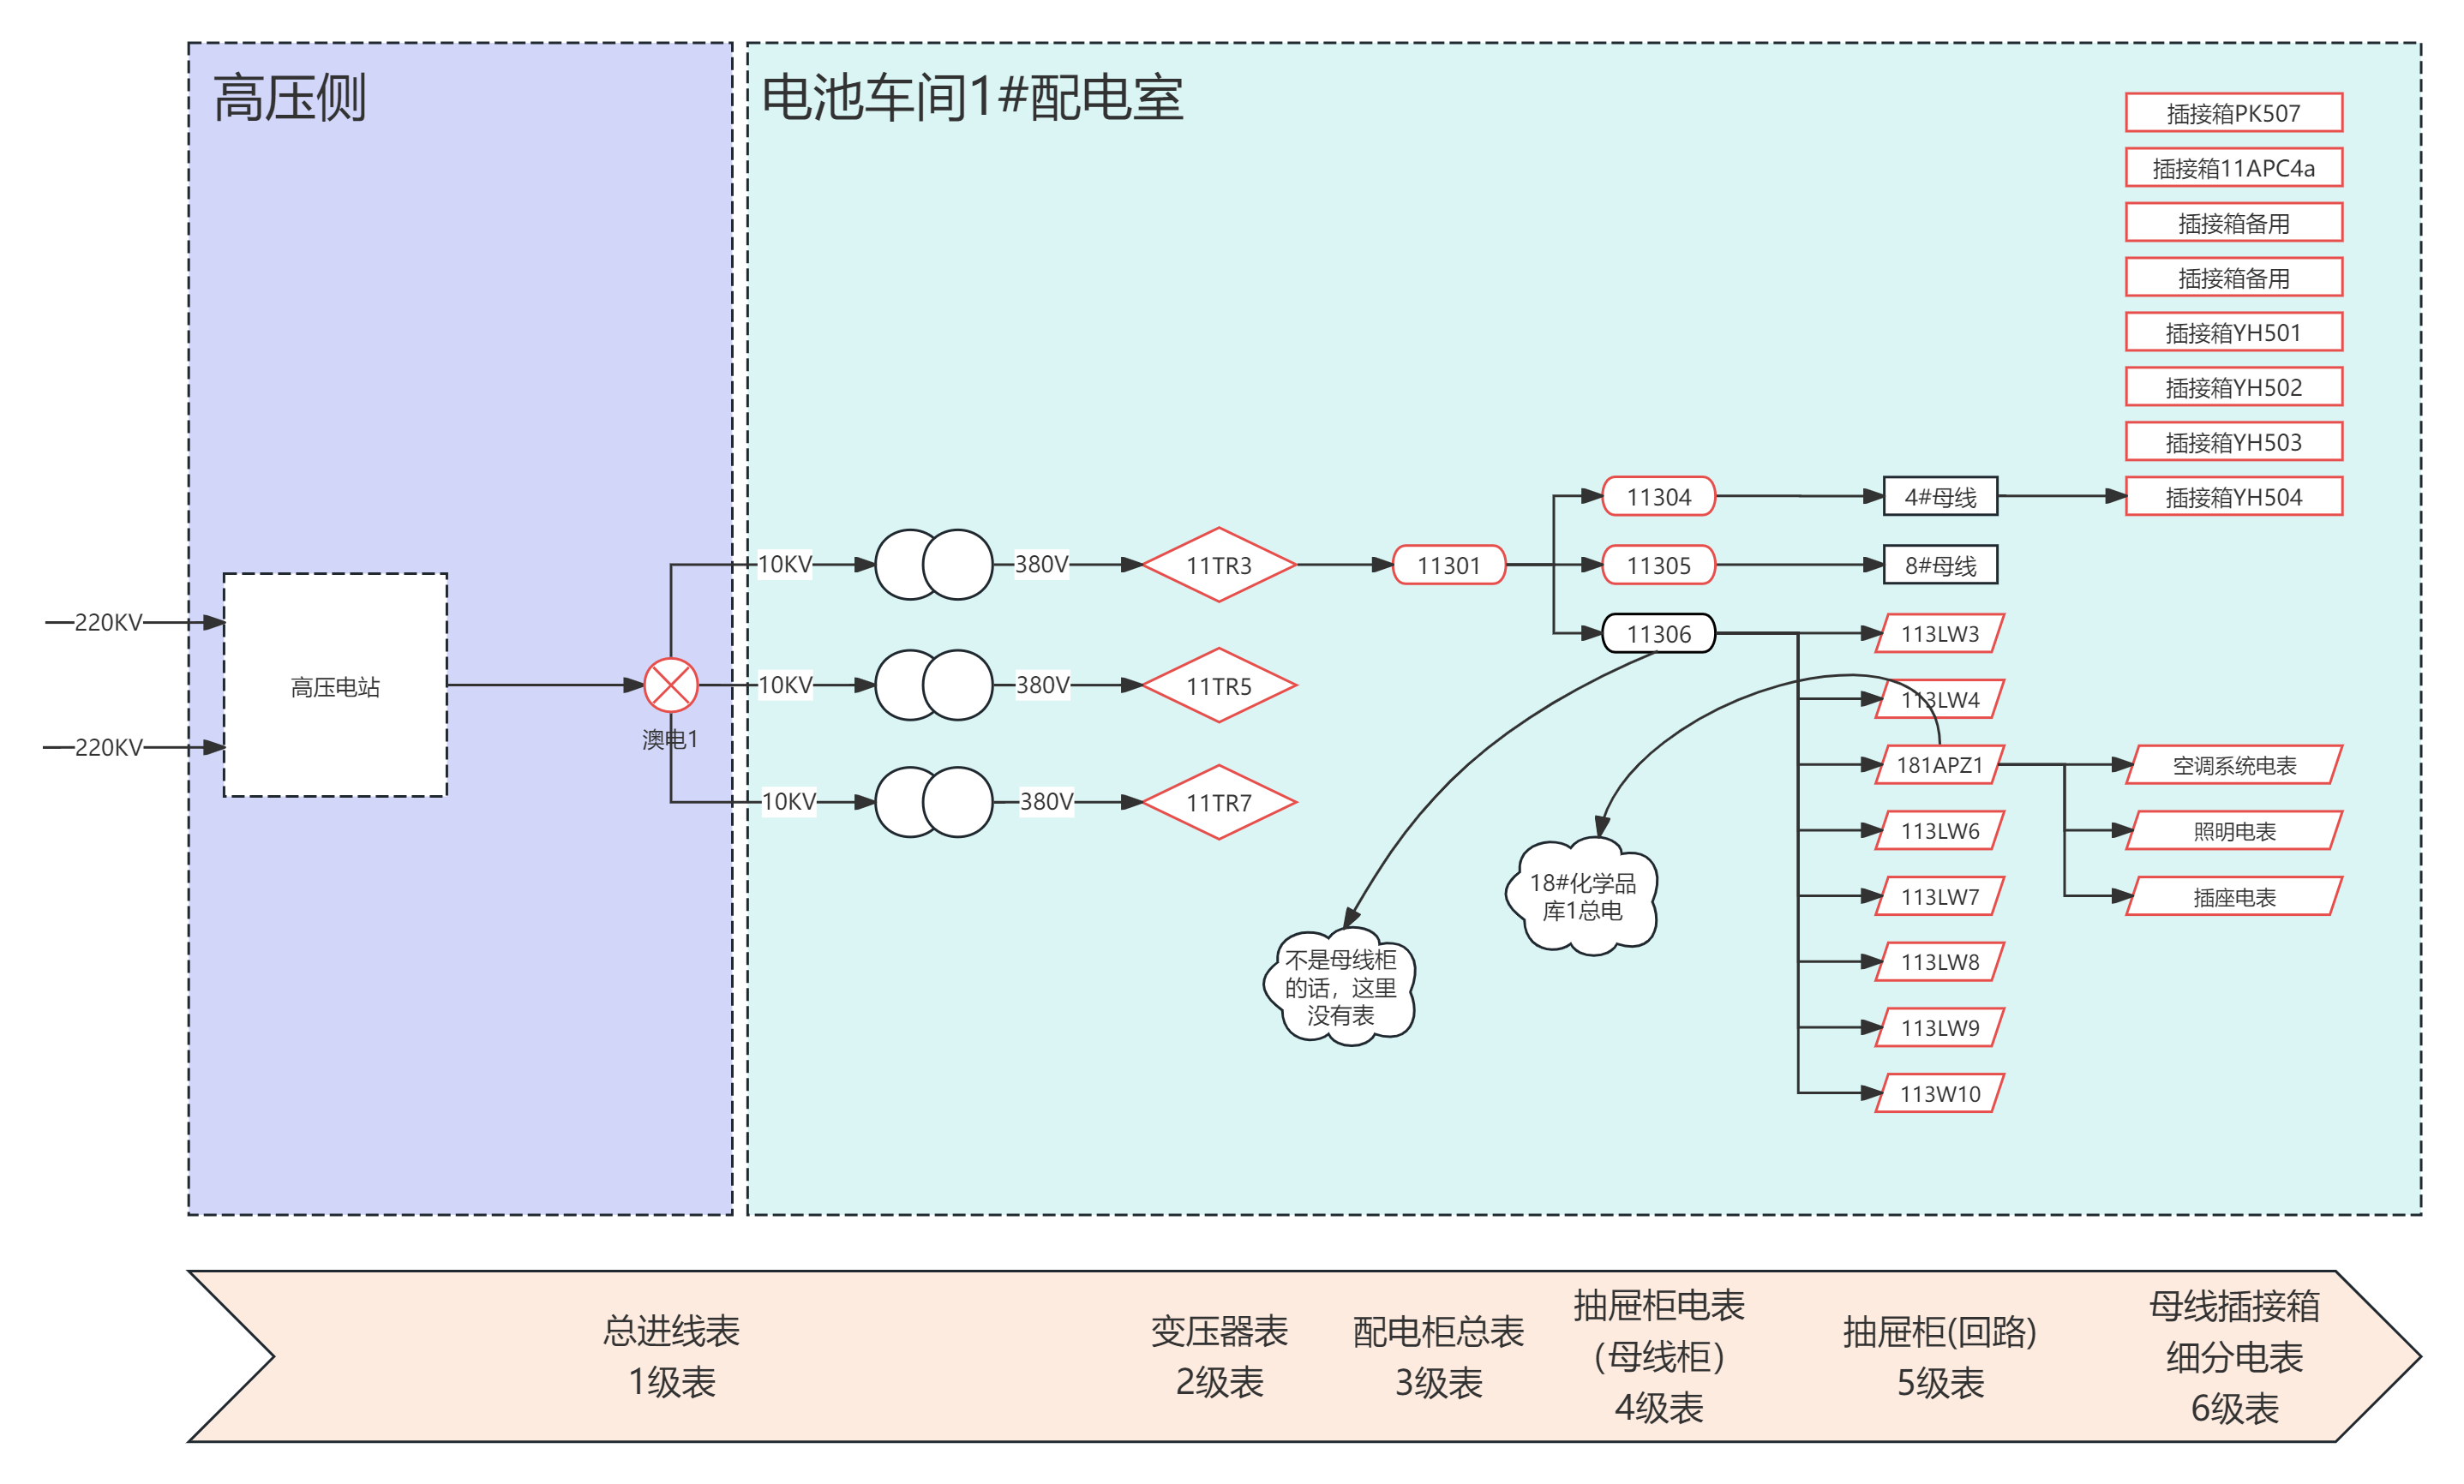 高压侧
电池车间1#配电室
插接箱PK507
插接箱11APC4a
插接箱备用
插接箱备用
插接箱YH501
插接箱YH502
插接箱YH503
插接箱YH504
11304
4#母线
10KV
380V
11TR3
11301
11305
8#母线
220KV
11306
113LW3
高压电站
10KV
380V
11TR5
113LW4
澳电1
220KV
181APZ1
空调系统电表
10KV
380V
11TR7
113LW6
照明电表
18#化学品
库1总电
113LW7
插座电表
不是母线柜
的话，这里
没有表
113LW8
113LW9
113W10
总进线表
1级表
变压器表
2级表
配电柜总表
3级表
抽屉柜电表
（母线柜）
4级表
抽屉柜(回路)
5级表
母线插接箱
细分电表
6级表